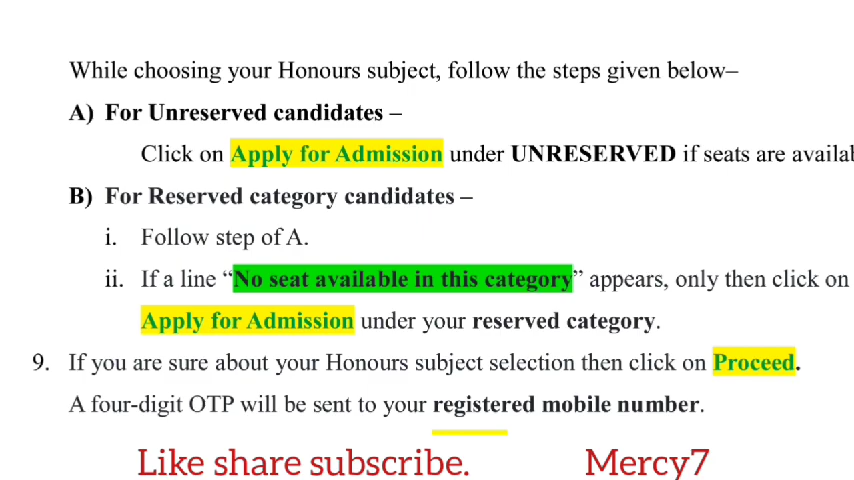 While choosing your Honours subject, follow the steps given below–
A) For Unreserved candidates –
Click on Apply for Admission under UNRESERVED if seats are
B) For Reserved category candidates –
i. Follow step of A.
ii. If a line “No seat available in this category” appears, only then click on
Apply for Admission under your reserved category.
9. If you are sure about your Honours subject selection then click on Proceed.
A four-digit OTP will be sent to your registered mobile number.
Like share subscribe. Mercy7